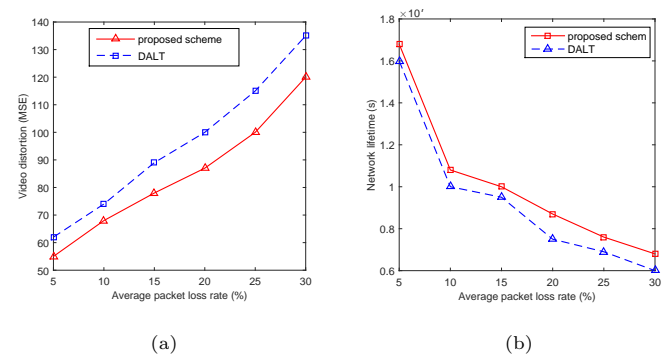 140
130
120
110
100
90
80
70
60
50
Video distortion (MSE)
proposed scheme
DALT
5 10 15 20 25 30
Average packet loss rate (%)
(a)
1.8
1.6
1.4
1.2
1
0.8
0.6
Network lifetime (s)
proposed schem
DALT
5 10 15 20 25 30
Average packet loss rate (%)
(b)